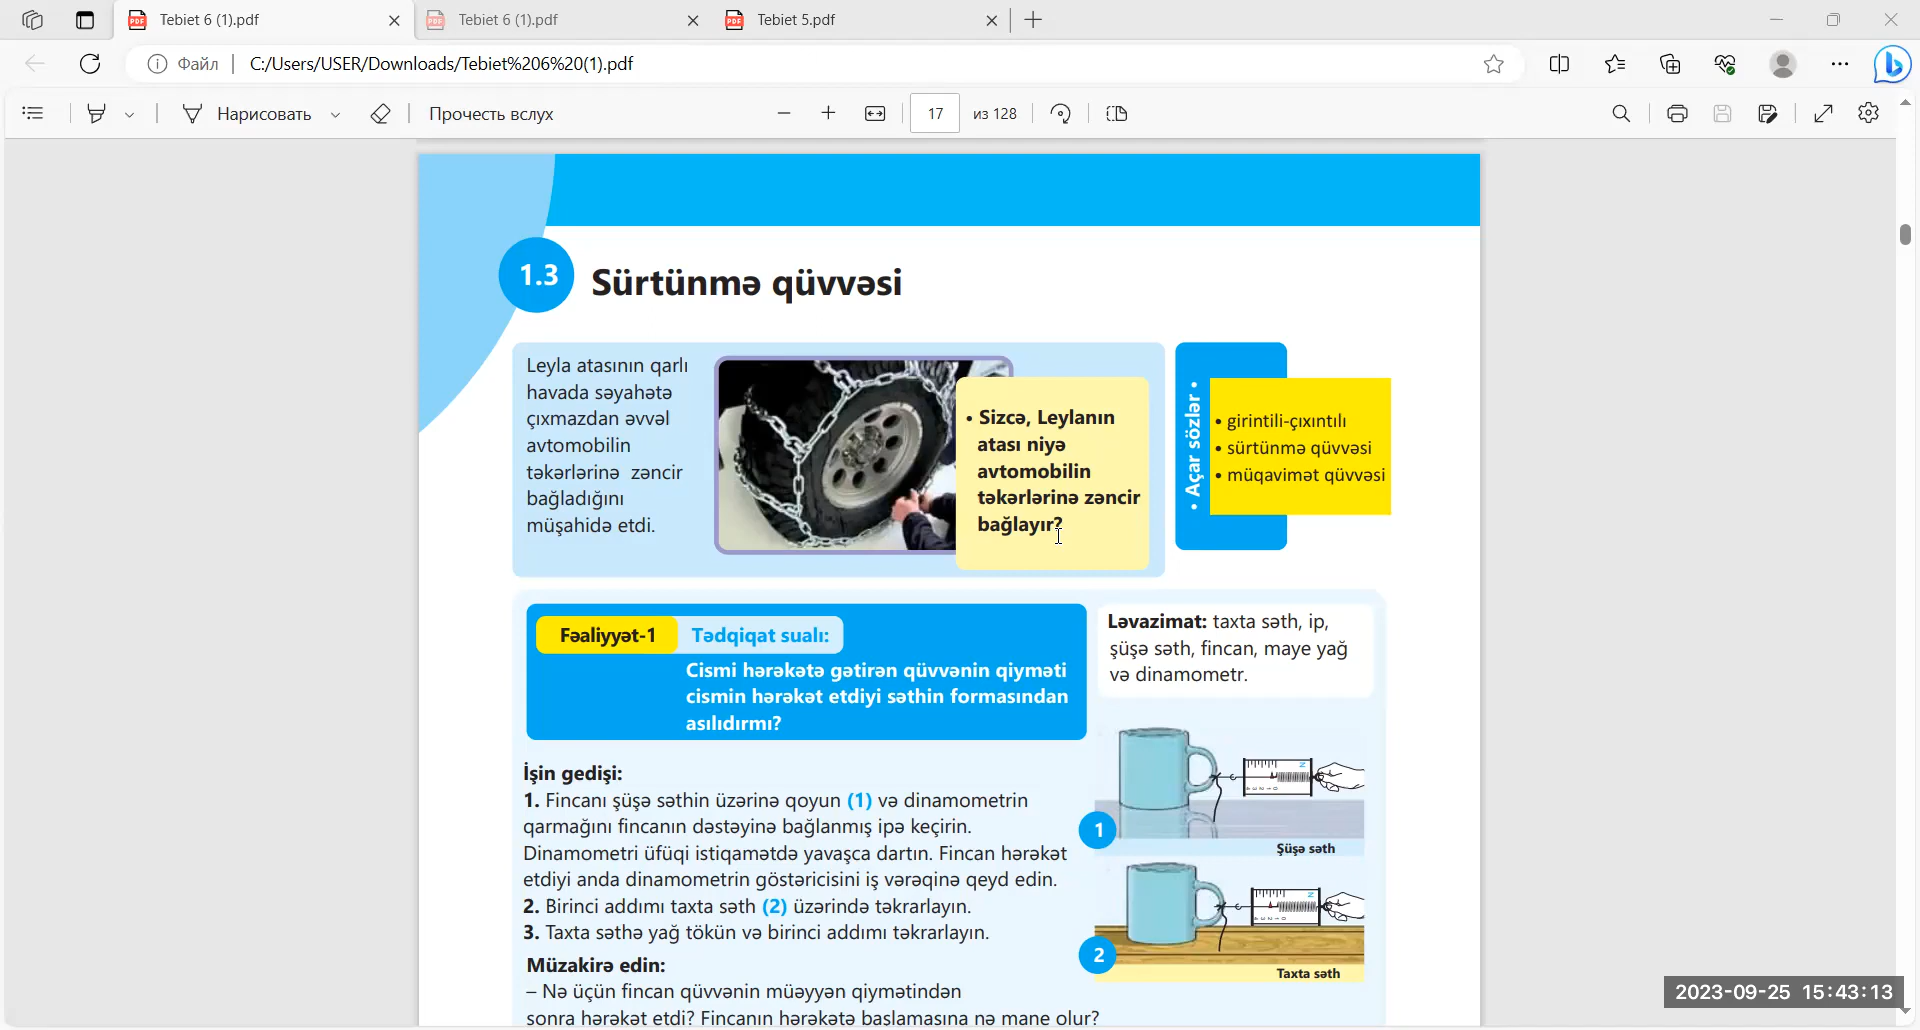 Tebiet 6 (1).pdf
Tebiet 6 (1).pdf
Tebiet 5.pdf
Файл
C:/Users/USER/Downloads/Tebiet%206%20(1).pdf
Нарисовать
Прочесть вслух
17 из 128
1.3 Sürtünmə qüvvəsi
Leyla atasının qarlı
havada səyahətə
çıxmazdan əvvəl
avtomobilin
təkərlərinə zəncir
bağladığını
müşahidə etdi.
• Sizcə, Leylanın
atası niyə
avtomobilin
təkərlərinə zəncir
bağlayır?
• Açar sözlər •
• girintili-çıxıntılı
• sürtünmə qüvvəsi
• müqavimət qüvvəsi
Fəaliyyət-1 Tədqiqat sualı:
Cismi hərəkətə gətirən qüvvənin qiyməti
cismin hərəkət etdiyi səthin formasından
asılıdırmı?
Ləvazimat: taxta səth, ip,
şüşə səth, fincan, maye yağ
və dinamometr.
İşin gedişi:
1. Fincanı şüşə səthin üzərinə qoyun (1) və dinamometrin
qarmağını fincanın dəstəyinə bağlanmış ipə keçirin.
Dinamometri üfüqi istiqamətdə yavaşca dartın. Fincan hərəkət
etdiyi anda dinamometrin göstəricisini iş vərəqinə qeyd edin.
2. Birinci addımı taxta səth (2) üzərində təkrarlayın.
3. Taxta səthə yağ tökün və birinci addımı təkrarlayın.
Müzakirə edin:
– Nə üçün fincan qüvvənin müəyyən qiymətindən
sonra hərəkət etdi? Fincanın hərəkətə başlamasına nə mane olur?
1
Şüşə səth
2
Taxta səth
2023-09-25 15:43:13